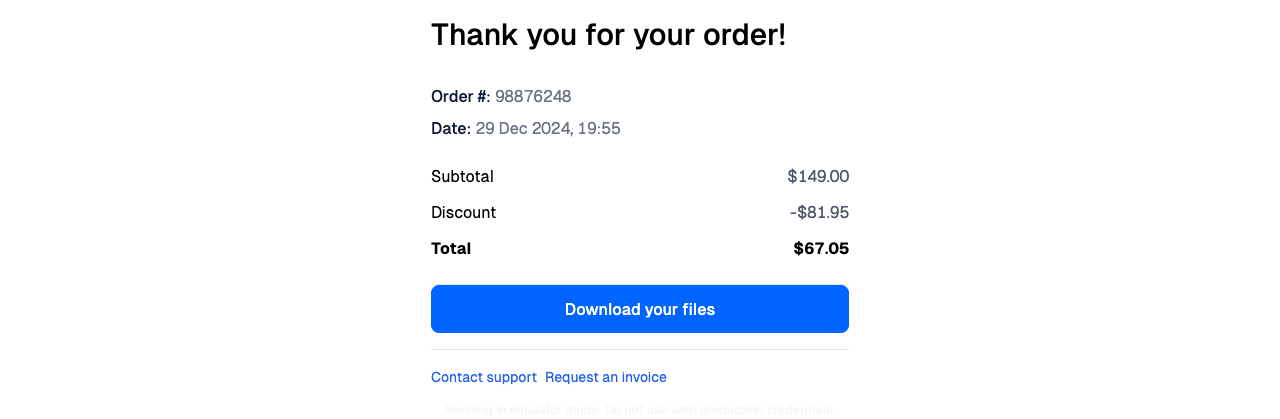 Thank you for your order!
Order #: 98876248
Date: 29 Dec 2024, 19:55
Subtotal $149.00
Discount -$81.95
Total $67.05
Download your files
Contact support Request an invoice
Running in emulator mode. Do not use with production credentials.